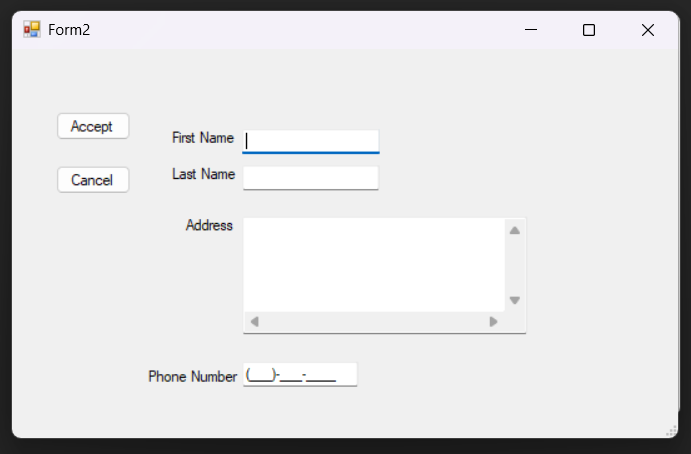 Form2
Accept
First Name
Cancel
Last Name
Address
Phone Number (___)-___-____